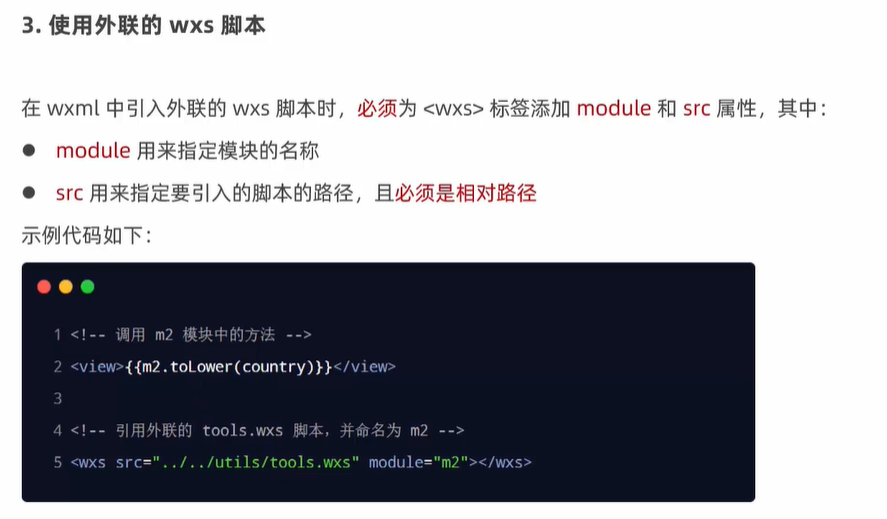 3. 使用外联的 wxs 脚本
在 wxml 中引入外联的 wxs 脚本时，必须为 <wxs> 标签添加 module 和 src 属性，其中：
● module 用来指定模块的名称
● src 用来指定要引入的脚本的路径，且必须是相对路径
示例代码如下：
1 <!-- 调用 m2 模块中的方法 -->
2 <view>{{m2.toLower(country)}}</view>
3
4 <!-- 引用外联的 tools.wxs 脚本，并命名为 m2 -->
5 <wxs src="../../utils/tools.wxs" module="m2"></wxs>